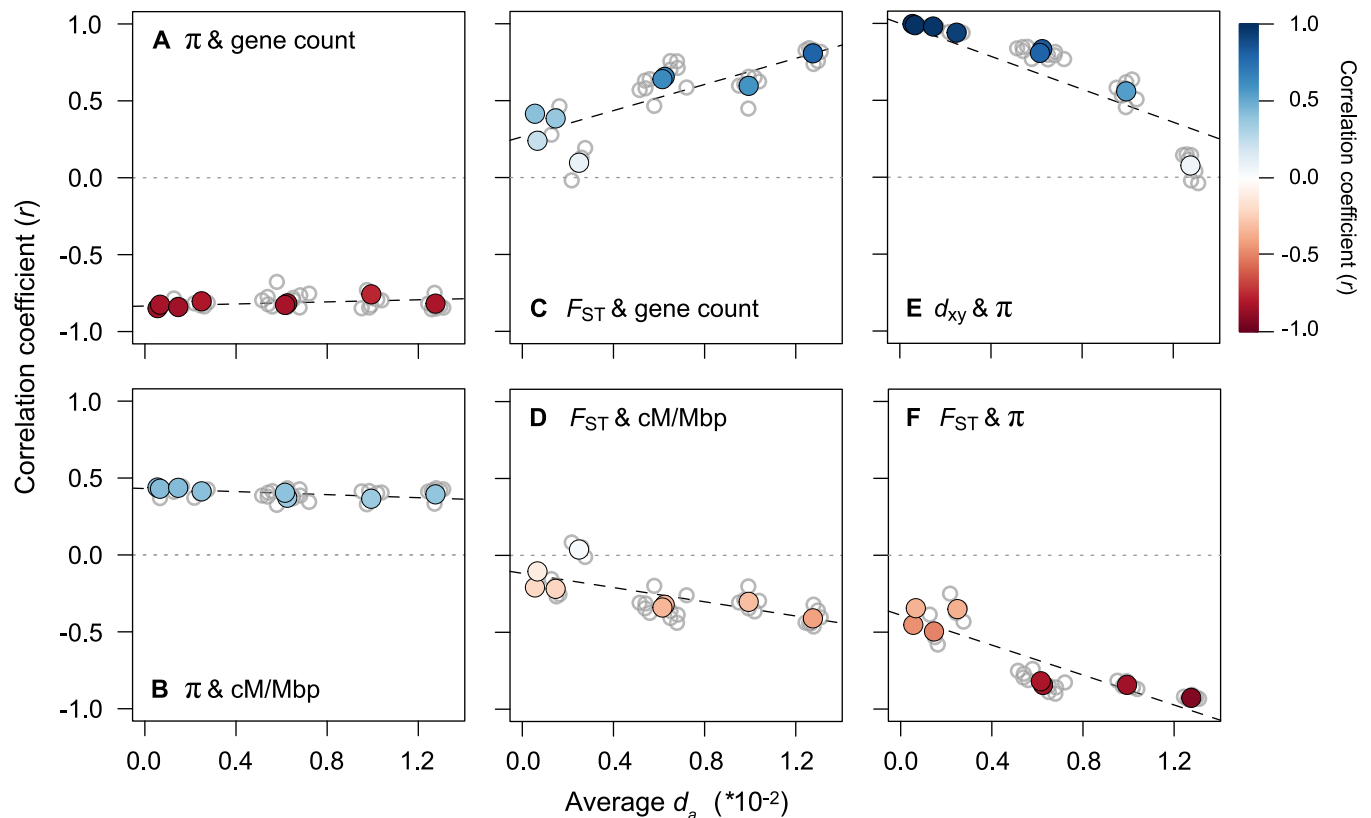 A π & gene count
C FST & gene count
E dxy & π
B π & cM/Mbp
D FST & cM/Mbp
F FST & π
1.0
0.5
0.0
-0.5
-1.0
1.0
0.5
0.0
-0.5
-1.0
Correlation coefficient (r)
0.0 0.4 0.8 1.2
0.0 0.4 0.8 1.2
0.0 0.4 0.8 1.2
Average da (*10-2)
1.0
0.5
0.0
-0.5
-1.0
Correlation coefficient (r)